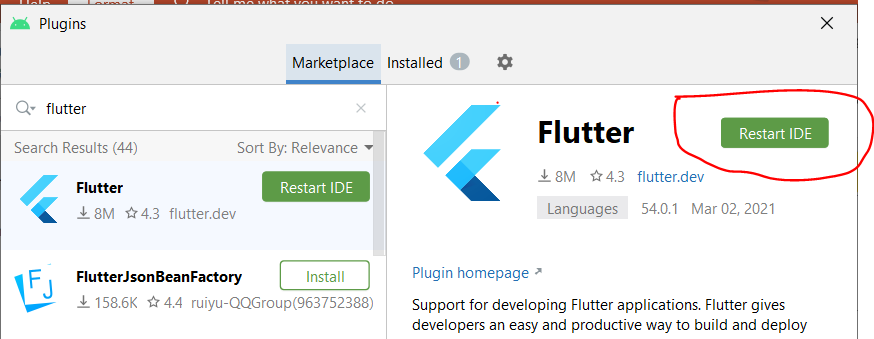 Help Format Tell me what you want to do
Plugins
Marketplace Installed 1
flutter
Search Results (44) Sort By: Relevance
Flutter
Restart IDE
8M 4.3 flutter.dev
FlutterJsonBeanFactory
Install
158.6K 4.4 ruiyu-QQGroup(963752388)
FJ
Flutter
Restart IDE
8M 4.3 flutter.dev
Languages 54.0.1 Mar 02, 2021
Plugin homepage
Support for developing Flutter applications. Flutter gives
developers an easy and productive way to build and deploy